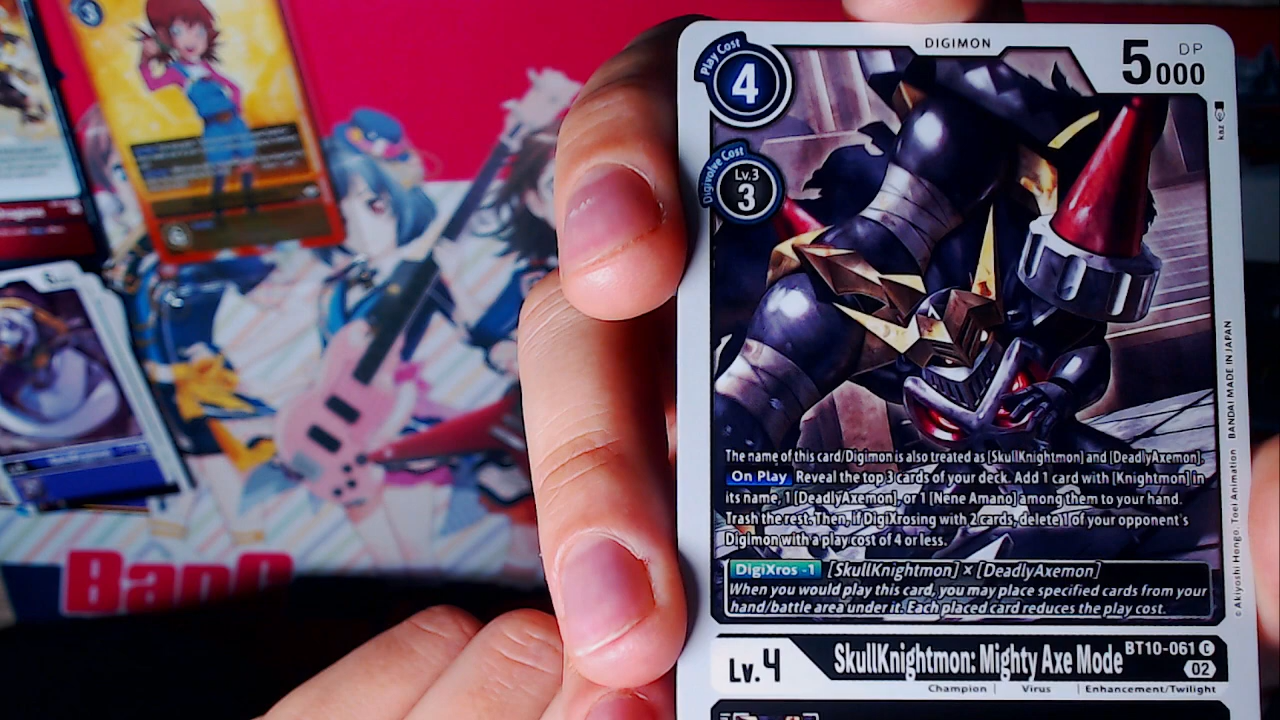 DIGIMON
Play Cost
4
5000
DP
Digivolve Cost
Lv.3
3
kaz
The name of this card/Digimon is also treated as [SkullKnightmon] and [DeadlyAxemon].
On Play Reveal the top 3 cards of your deck. Add 1 card with [Knightmon] in
its name, 1 [DeadlyAxemon], or 1 [Nene Amano] among them to your hand.
Trash the rest. Then, if DigiXrosing with 2 cards, delete 1 of your opponent's
Digimon with a play cost of 4 or less.
DigiXros -1 [SkullKnightmon] × [DeadlyAxemon]
When you would play this card, you may place specified cards from your
hand/battle area under it. Each placed card reduces the play cost.
© Akiyoshi Hongo, Toei Animation BANDAI MADE IN JAPAN
Lv.4
SkullKnightmon: Mighty Axe Mode
BT10-061 C
02
Champion | Virus | Enhancement/Twilight
3
BanG